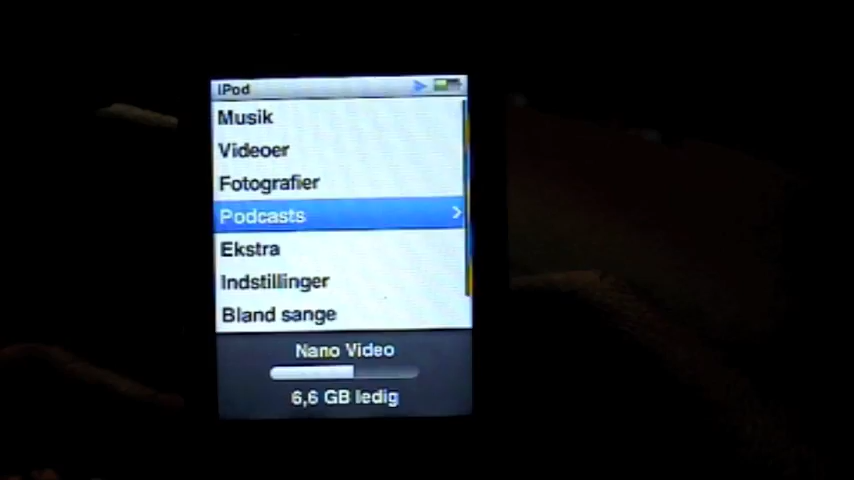 iPod
Musik
Videoer
Fotografier
Podcasts
Ekstra
Indstillinger
Bland sange
Nano Video
6,6 GB ledig